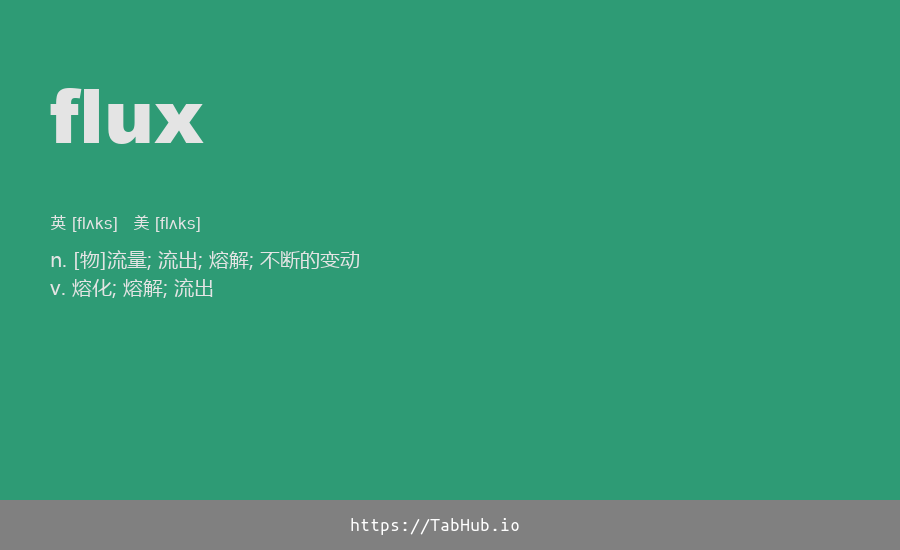 flux
英 [flʌks] 美 [flʌks]
n. [物]流量; 流出; 熔解; 不断的变动
v. 熔化; 熔解; 流出
https://TabHub.io